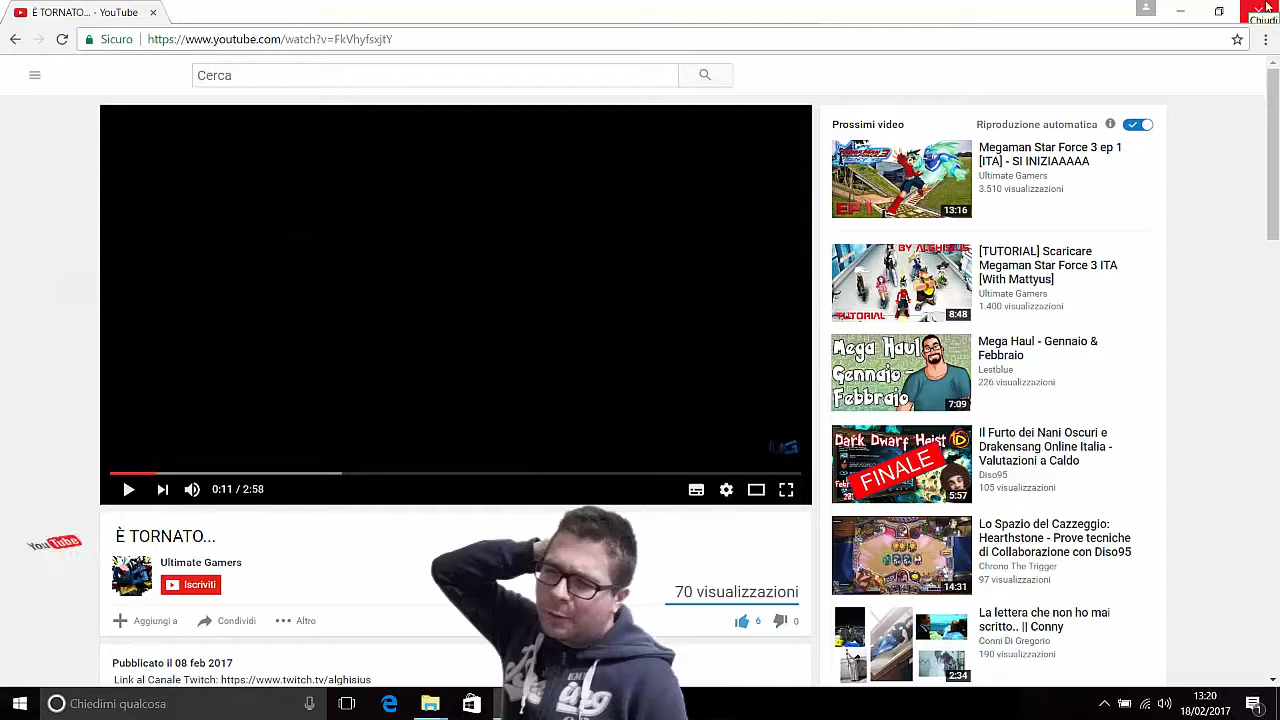 È TORNATO... - YouTube
Chiudi
Sicuro
https://www.youtube.com/watch?v=FkVhyfsxjtY
Cerca
UG
0:11 / 2:58
YouTube
È TORNATO...
Ultimate Gamers
Iscriviti
70 visualizzazioni
Aggiungi a
Condividi
Altro
6
0
Pubblicato il 08 feb 2017
Link al Canale Twitch: https://www.twitch.tv/alghisius
Prossimi video
Riproduzione automatica
EP 1
13:16
Megaman Star Force 3 ep 1
[ITA] - SI INIZIAAAAA
Ultimate Gamers
3.510 visualizzazioni
BY ALGHISIUS
TUTORIAL
8:48
[TUTORIAL] Scaricare
Megaman Star Force 3 ITA
[With Mattyus]
Ultimate Gamers
1.400 visualizzazioni
Mega Haul
Gennaio -
Febbraio
7:09
Mega Haul - Gennaio &
Febbraio
Lestblue
226 visualizzazioni
Dark Dwarf Heist
FINALE
5:57
Il Furto dei Nani Oscuri e
Drakensang Online Italia -
Valutazioni a Caldo
Diso95
105 visualizzazioni
14:31
Lo Spazio del Cazzeggio:
Hearthstone - Prove tecniche
di Collaborazione con Diso95
Chrono The Trigger
97 visualizzazioni
2:34
La lettera che non ho mai
scritto.. || Conny
Conni Di Gregorio
190 visualizzazioni
Chiedimi qualcosa
13:20
18/02/2017
1